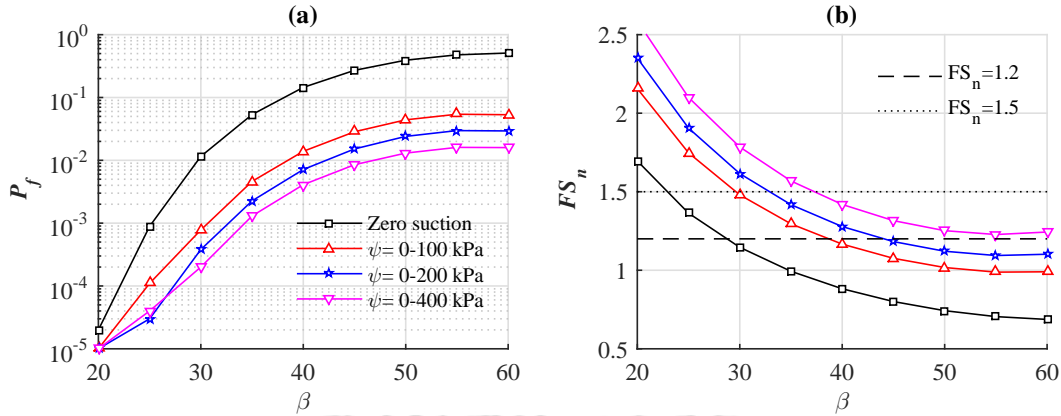 (a)
10^0
10^-1
10^-2
10^-3
10^-4
10^-5
P_f
20 30 40 50 60
β
Zero suction
ψ= 0-100 kPa
ψ= 0-200 kPa
ψ= 0-400 kPa
(b)
2.5
2
1.5
1
0.5
FS_n
20 30 40 50 60
β
FS_n=1.2
FS_n=1.5